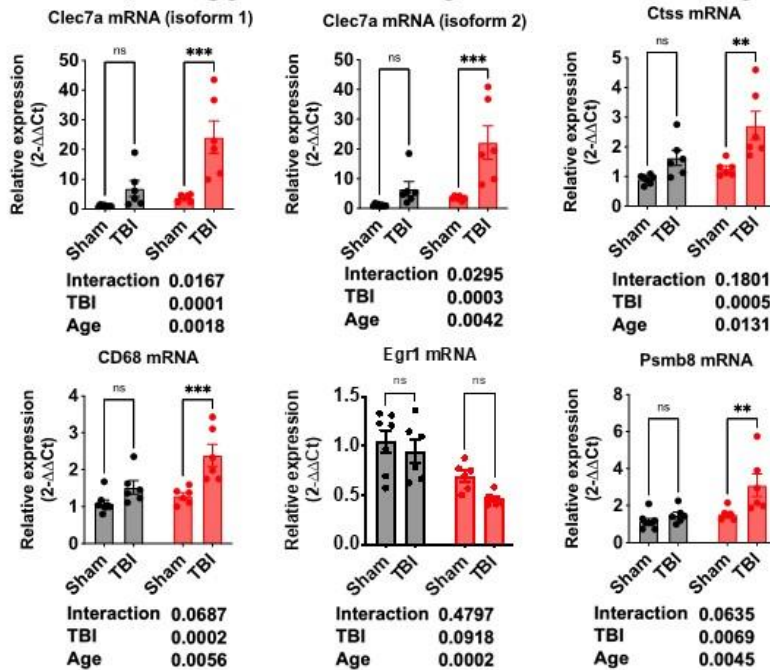 Clec7a mRNA (isoform 1)
Relative expression
(2-ΔΔCt)
50
40
30
20
10
0
ns
***
Sham
TBI
Sham
TBI
Interaction 0.0167
TBI 0.0001
Age 0.0018
Clec7a mRNA (isoform 2)
Relative expression
(2-ΔΔCt)
50
40
30
20
10
0
ns
***
Sham
TBI
Sham
TBI
Interaction 0.0295
TBI 0.0003
Age 0.0042
Ctss mRNA
Relative expression
(2-ΔΔCt)
5
4
3
2
1
0
ns
**
Sham
TBI
Sham
TBI
Interaction 0.1801
TBI 0.0005
Age 0.0131
CD68 mRNA
Relative expression
(2-ΔΔCt)
4
3
2
1
0
ns
***
Sham
TBI
Sham
TBI
Interaction 0.0687
TBI 0.0002
Age 0.0056
Egr1 mRNA
Relative expression
(2-ΔΔCt)
1.5
1.0
0.5
0.0
ns
ns
Sham
TBI
Sham
TBI
Interaction 0.4797
TBI 0.0918
Age 0.0002
Psmb8 mRNA
Relative expression
(2-ΔΔCt)
8
6
4
2
0
ns
**
Sham
TBI
Sham
TBI
Interaction 0.0635
TBI 0.0069
Age 0.0045